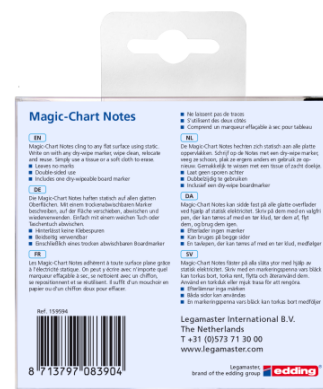 Magic-Chart Notes
EN
Magic-Chart Notes cling to any flat surface using static.
Write on with any dry-wipe marker, wipe clean, relocate
and reuse. Simply use a tissue or a soft cloth to erase.
■ Leaves no marks
■ Double-sided use
■ Includes one dry-wipeable board marker
DE
Die Magic-Chart Notes haften statisch auf allen glatten
Oberflächen. Mit einem trockenabwischbaren Marker
beschreiben, auf der Fläche verschieben, abwischen und
wiederverwenden. Einfach mit einem weichen Tuch oder
Taschentuch abwischen.
■ Hinterlässt keine Klebespuren
■ Beidseitig verwendbar
■ Einschließlich eines trocken abwischbaren Boardmarker
FR
Les Magic-Chart Notes adhèrent à toute surface plane grâce
à l'électricité statique. On peut y écrire avec n'importe quel
marqueur effaçable à sec, se nettoient avec un chiffon,
se repositionnent et se réutilisent. Il suffit d'un mouchoir en
papier ou d'un chiffon doux pour effacer.
■ Ne laissent pas de traces
■ S'utilisent des deux côtés
■ Comprend un marqueur effaçable à sec pour tableau
NL
De Magic-Chart Notes hechten zich statisch aan alle platte
oppervlakken. Schrijf op de Notes met een dry-wipe marker,
veeg ze schoon, plak ze ergens anders en gebruik ze op-
nieuw. Gemakkelijk te wissen met een tissue of zacht doekje.
■ Laat geen sporen achter
■ Dubbelzijdig te gebruiken
■ Inclusief een dry-wipe boardmarker
DA
Magic-Chart Notes kan sidde fast på alle glatte overflader
ved hjælp af statisk elektricitet. Skriv på dem med en valgfri
pen, der kan tørres af med en tør klud, tør dem af, flyt
dem, og brug dem igen.
■ Efterlader ingen mærker
■ Kan bruges på begge sider
■ En tavlepen, der kan tørres af med en tør klud, medfølger
SV
Magic-Chart Notes fäster på alla släta ytor med hjälp av
statisk elektricitet. Skriv med en markeringspenna vars bläck
kan torkas bort, torka rent, flytta och återanvänd dem.
Använd en torkduk eller mjuk trasa för att rengöra.
■ Efterlämnar inga märken
■ Båda sidor kan användas
■ En markeringspenna vars bläck kan torkas bort medföljer
Ref. 159594
8 713797 083904
Legamaster International B.V.
The Netherlands
T +31 (0)573 71 30 00
www.legamaster.com
Legamaster,
brand of the edding group
edding